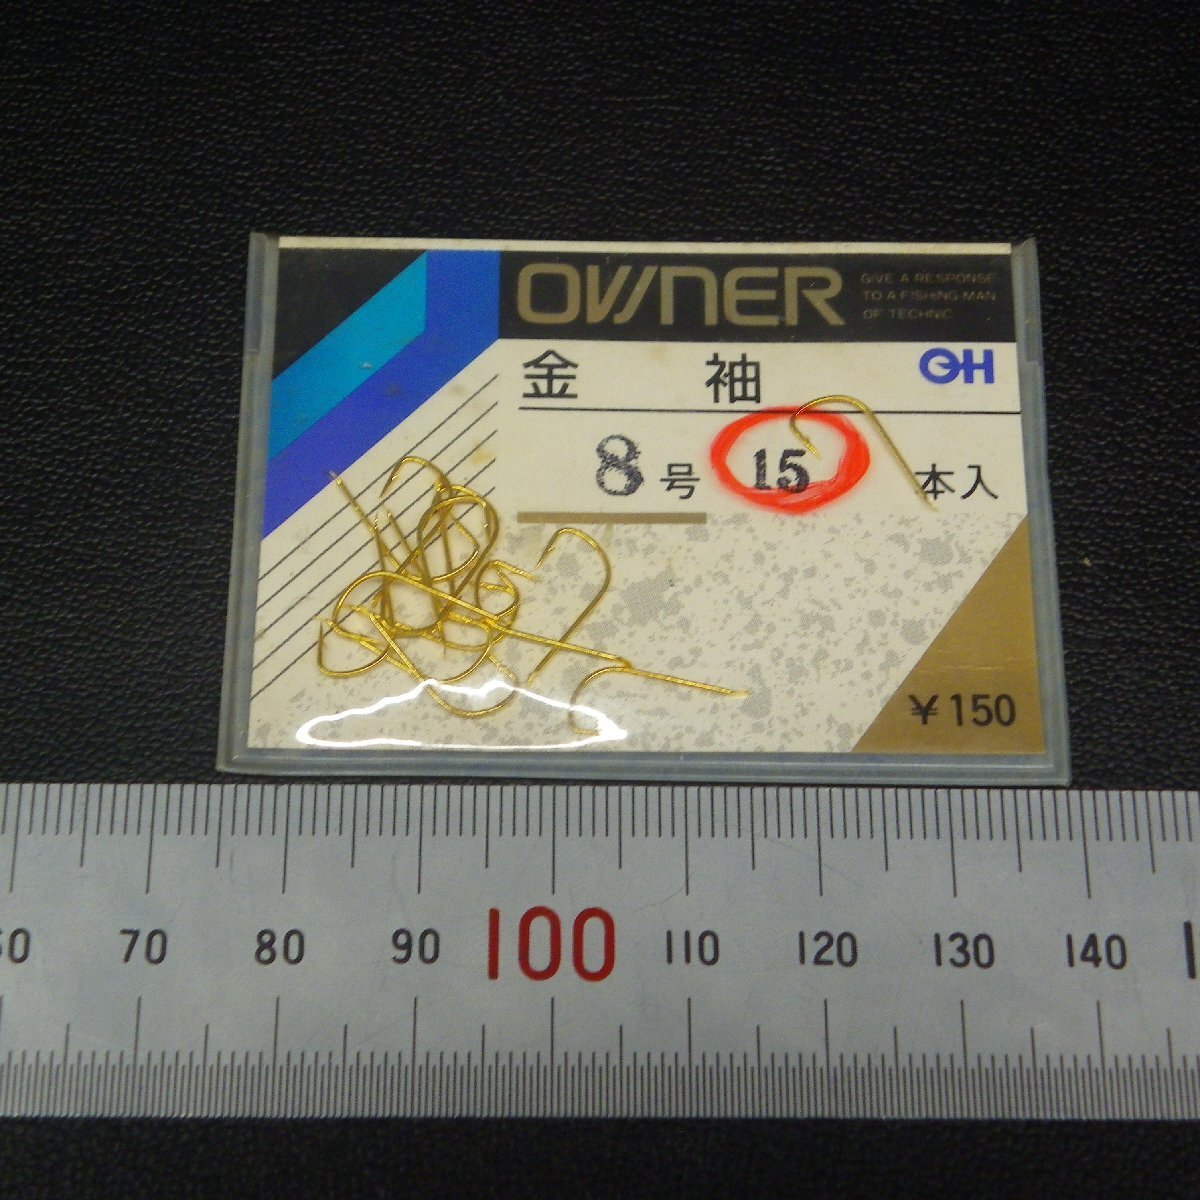 OWNER
GIVE A RESPONSE
TO A FISHING MAN
OF TECHNIC
金 袖
OH
8号 15 本入
¥150
60 70 80 90 100 110 120 130 140 1